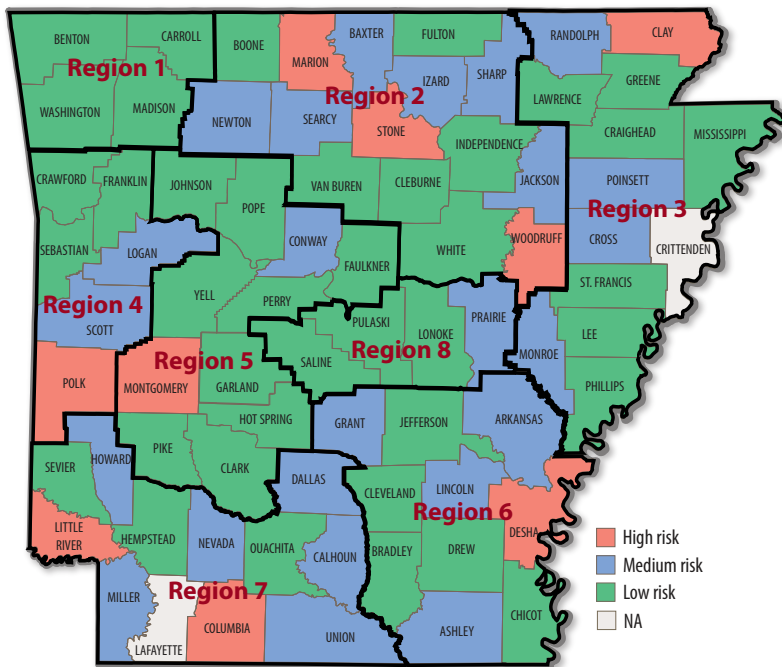 BENTON
CARROLL
BOONE
MARION
BAXTER
FULTON
RANDOLPH
CLAY
Region 1
Region 2
IZARD
SHARP
GREENE
LAWRENCE
WASHINGTON
MADISON
NEWTON
SEARCY
STONE
INDEPENDENCE
CRAIGHEAD
MISSISSIPPI
CRAWFORD
FRANKLIN
JOHNSON
POPE
VAN BUREN
CLEBURNE
JACKSON
POINSETT
Region 3
SEBASTIAN
LOGAN
CONWAY
FAULKNER
WHITE
WOODRUFF
CROSS
CRITTENDEN
Region 4
SCOTT
YELL
PERRY
PULASKI
LONOKE
PRAIRIE
ST. FRANCIS
LEE
MONROE
Region 5
Region 8
SALINE
POLK
MONTGOMERY
GARLAND
PHILLIPS
HOT SPRING
GRANT
JEFFERSON
ARKANSAS
SEVIER
HOWARD
PIKE
CLARK
DALLAS
CLEVELAND
LINCOLN
Region 6
DESHA
LITTLE
RIVER
HEMPSTEAD
NEVADA
OUACHITA
CALHOUN
BRADLEY
DREW
Region 7
MILLER
LAFAYETTE
COLUMBIA
UNION
ASHLEY
CHICOT
High risk
Medium risk
Low risk
NA